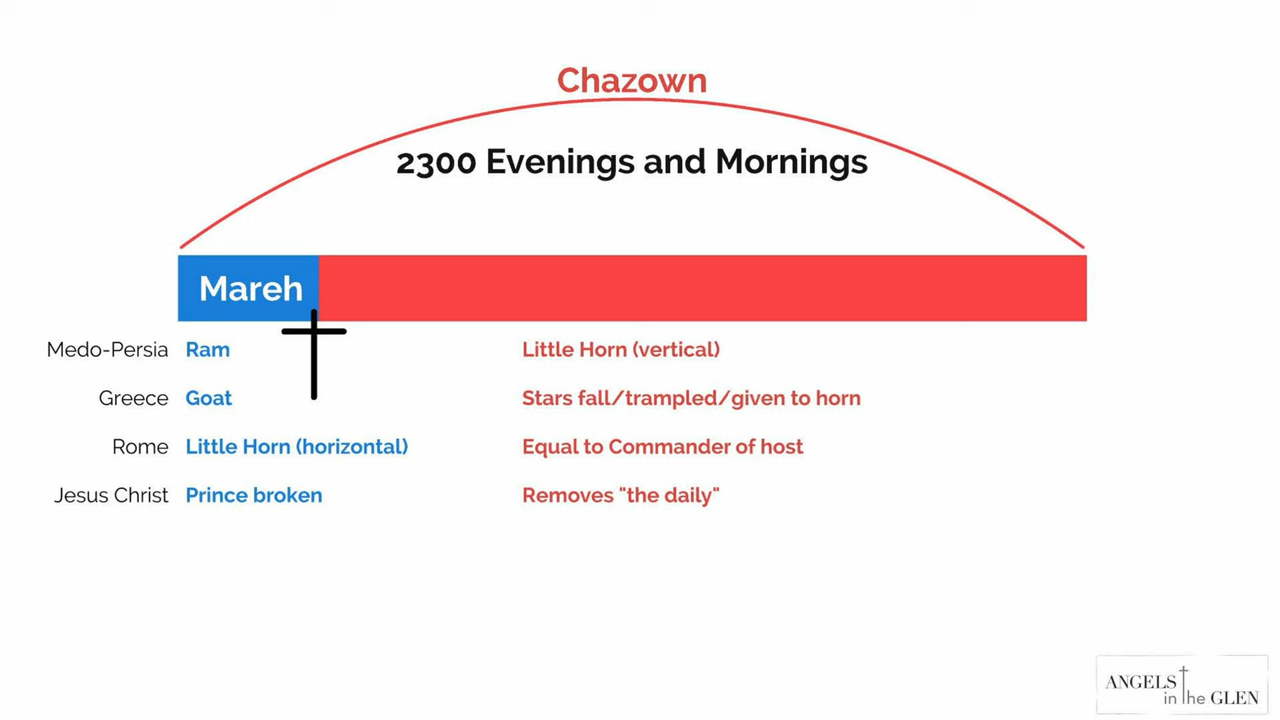 Chazown
2300 Evenings and Mornings
Mareh
Medo-Persia Ram Little Horn (vertical)
Greece Goat Stars fall/trampled/given to horn
Rome Little Horn (horizontal) Equal to Commander of host
Jesus Christ Prince broken Removes "the daily"
ANGELS
in the GLEN